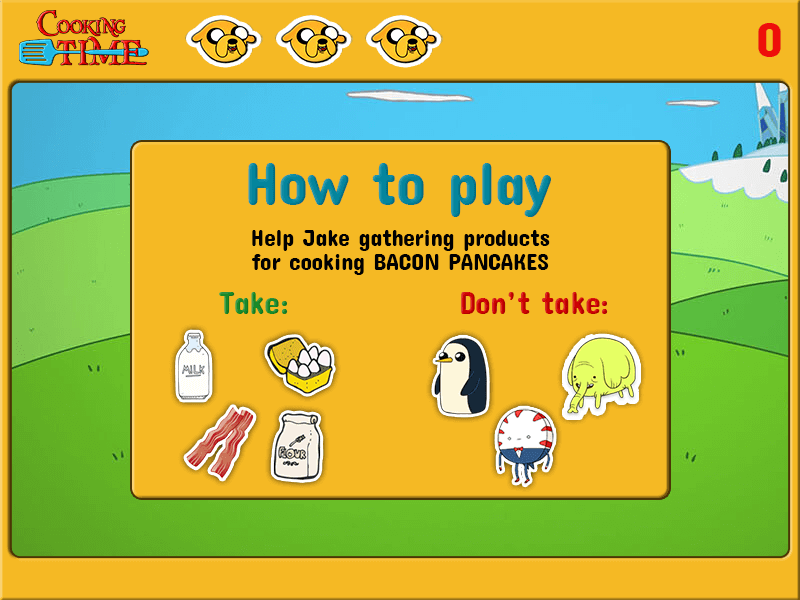 COOKING
TIME
0
How to play
Help Jake gathering products
for cooking BACON PANCAKES
Take:
Don't take:
MILK
FLOUR